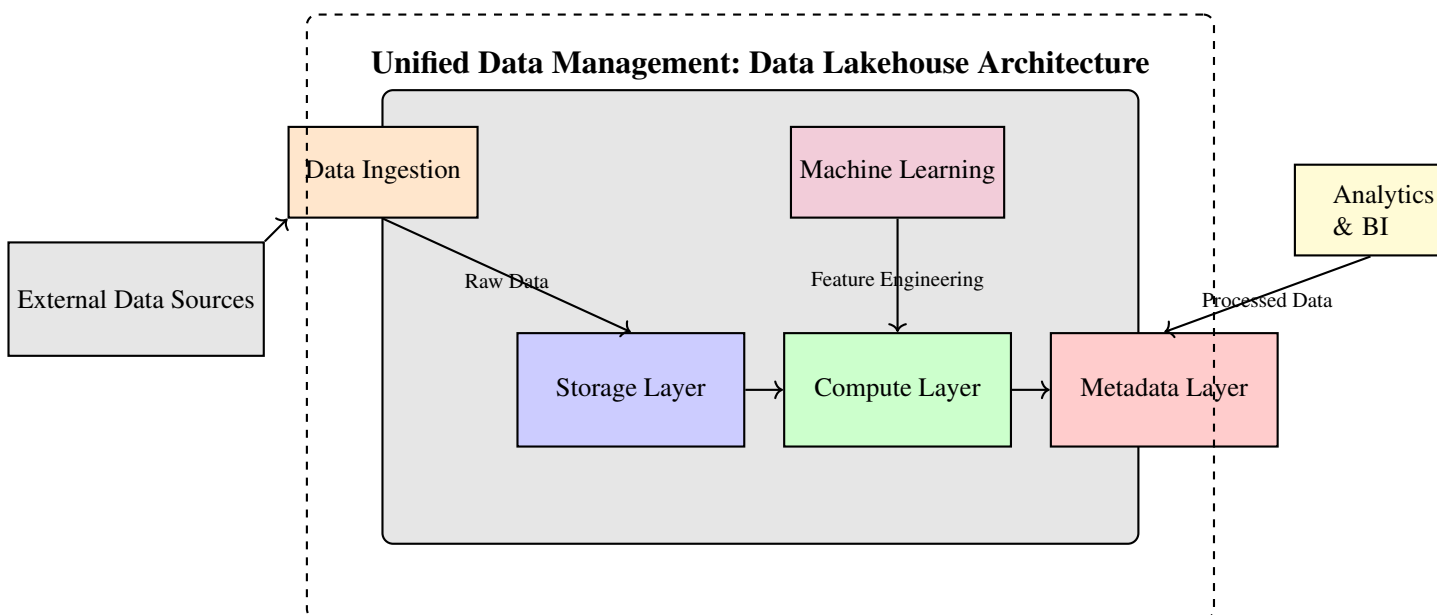 Unified Data Management: Data Lakehouse Architecture
Data Ingestion
Machine Learning
Analytics
& BI
External Data Sources
Raw Data
Feature Engineering
Processed Data
Storage Layer
Compute Layer
Metadata Layer